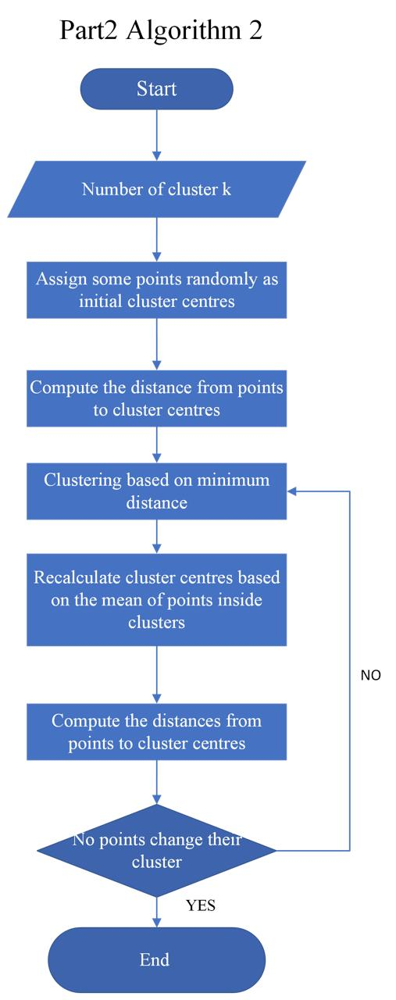 Part2 Algorithm 2
Start
Number of cluster k
Assign some points randomly as
initial cluster centres
Compute the distance from points
to cluster centres
Clustering based on minimum
distance
Recalculate cluster centres based
on the mean of points inside
clusters
NO
Compute the distances from
points to cluster centres
No points change their
cluster
YES
End